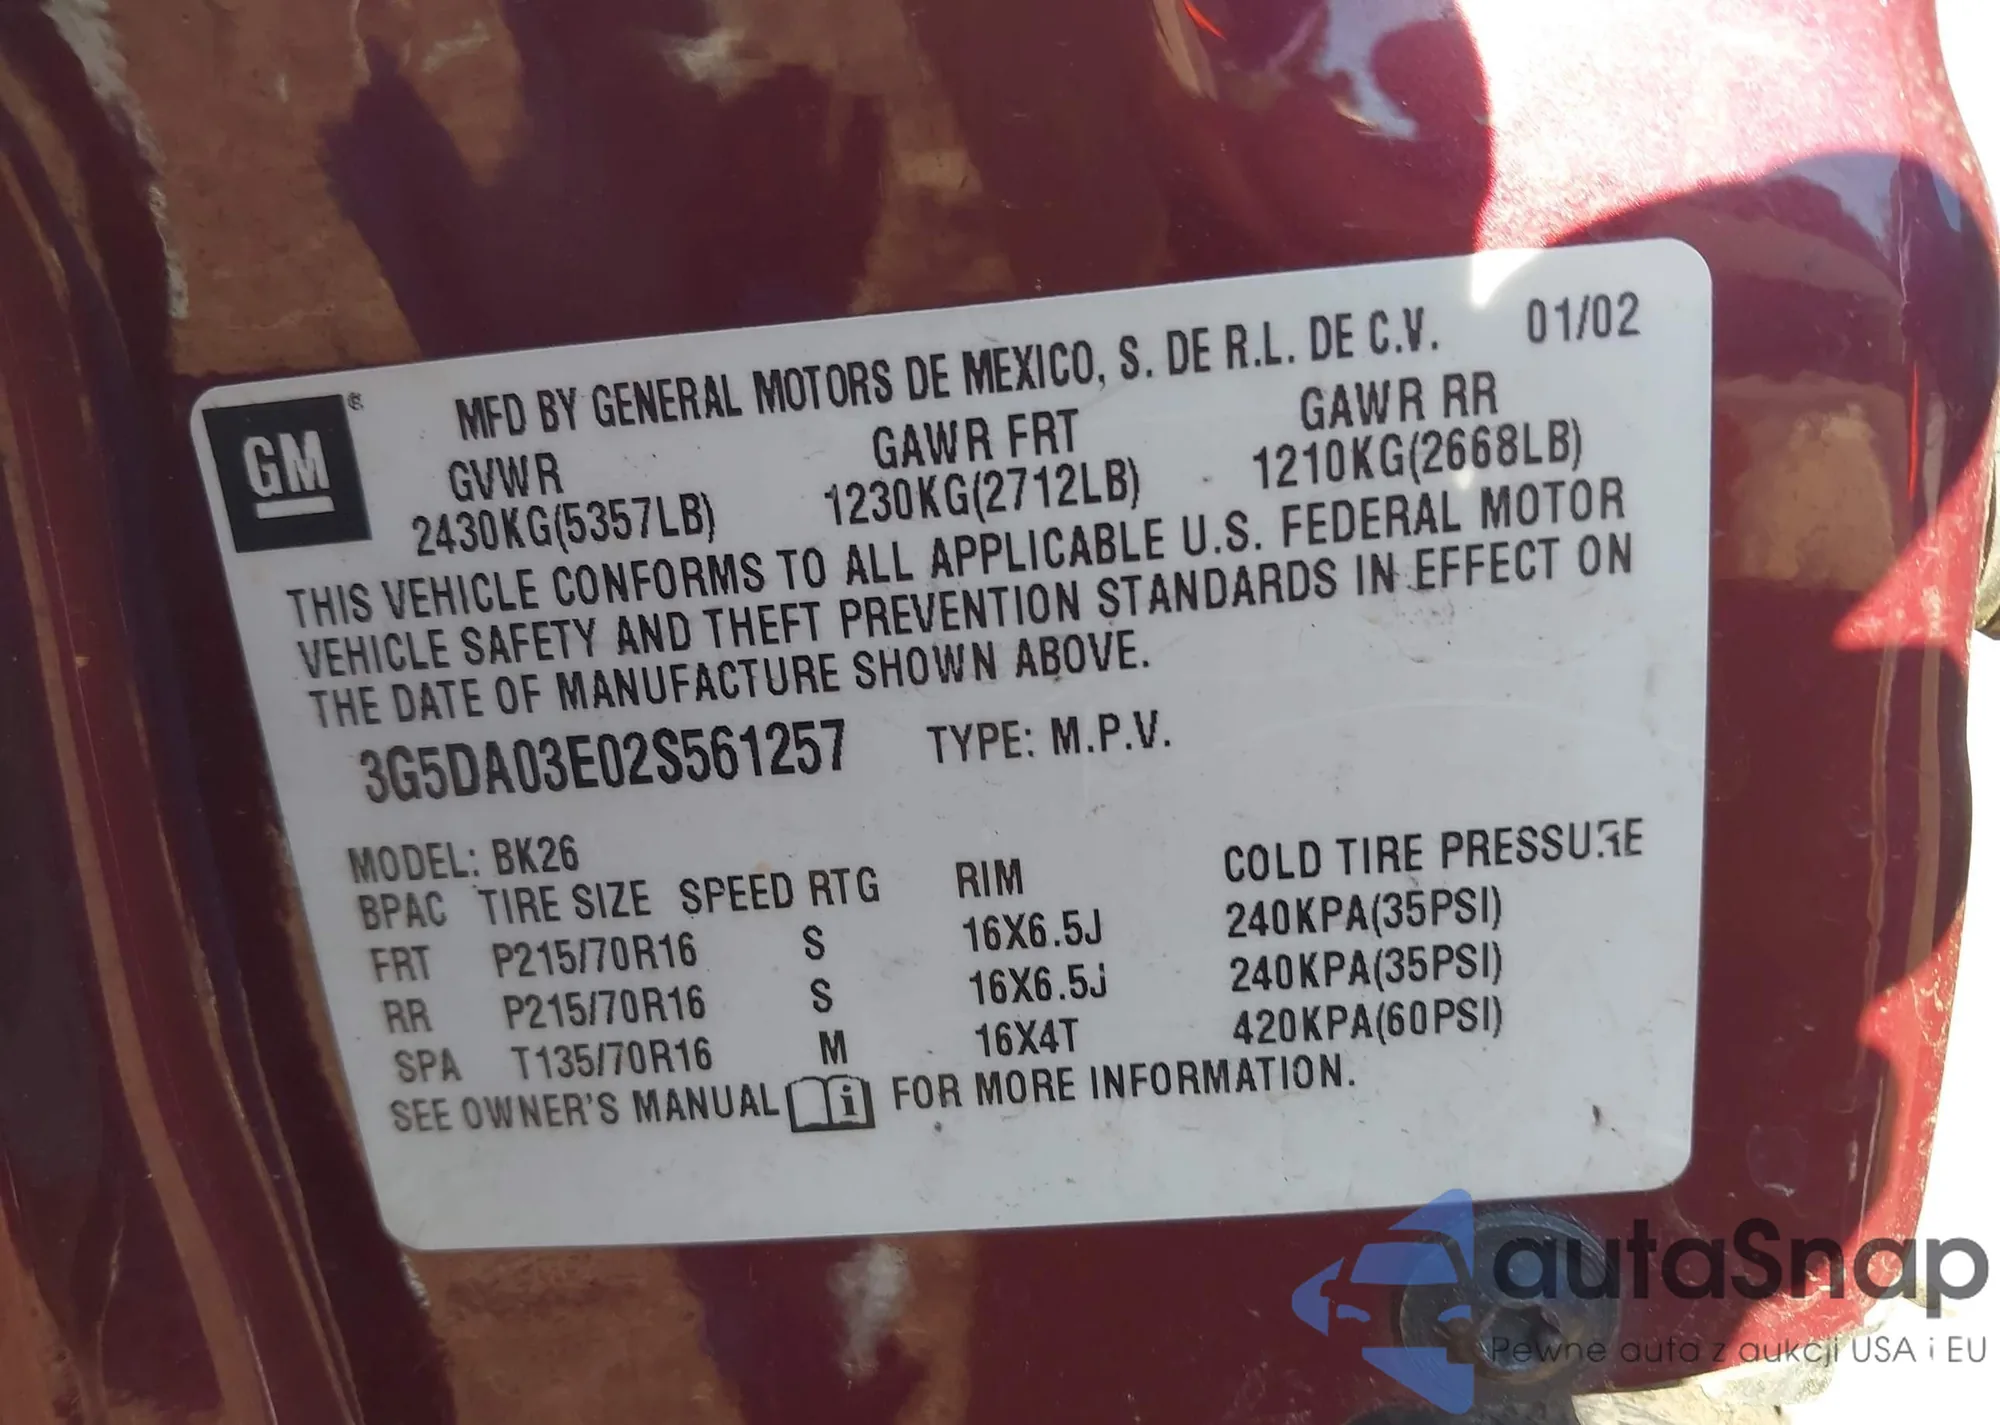 MFD BY GENERAL MOTORS DE MEXICO, S. DE R.L. DE C.V. 01/02
GM ®
GVWR GAWR FRT GAWR RR
2430KG(5357LB) 1230KG(2712LB) 1210KG(2668LB)
THIS VEHICLE CONFORMS TO ALL APPLICABLE U.S. FEDERAL MOTOR
VEHICLE SAFETY AND THEFT PREVENTION STANDARDS IN EFFECT ON
THE DATE OF MANUFACTURE SHOWN ABOVE.
3G5DA03E02S561257 TYPE: M.P.V.
MODEL: BK26
BPAC TIRE SIZE SPEED RTG RIM COLD TIRE PRESSURE
FRT P215/70R16 S 16X6.5J 240KPA(35PSI)
RR P215/70R16 S 16X6.5J 240KPA(35PSI)
SPA T135/70R16 M 16X4T 420KPA(60PSI)
SEE OWNER'S MANUAL i FOR MORE INFORMATION.
autaSnap
Pewne auta z aukcji USA i EU